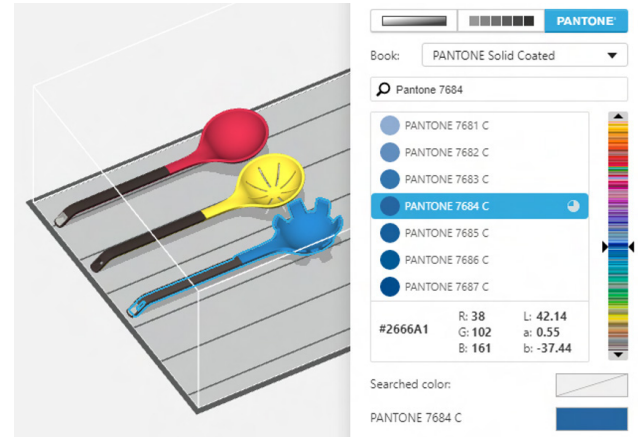 PANTONE®
Book:
PANTONE Solid Coated
Pantone 7684
PANTONE 7681 C
PANTONE 7682 C
PANTONE 7683 C
PANTONE 7684 C
PANTONE 7685 C
PANTONE 7686 C
PANTONE 7687 C
#2666A1
R: 38
L: 42.14
G: 102
a: 0.55
B: 161
b: -37.44
Searched color:
PANTONE 7684 C